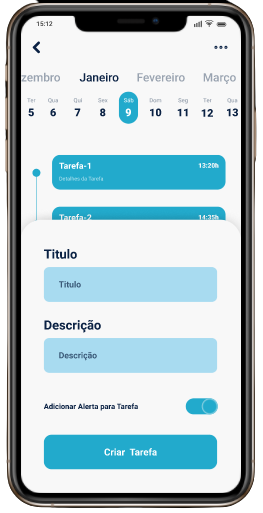 15:12
zembro Janeiro Fevereiro Março
Ter Qua Qui Sex Sáb Dom Seg Ter Qua
5 6 7 8 9 10 11 12 13
Tarefa-1 13:20h
Detalhes da Tarefa
Tarefa-2 14:35h
Titulo
Titulo
Descrição
Descrição
Adicionar Alerta para Tarefa
Criar Tarefa